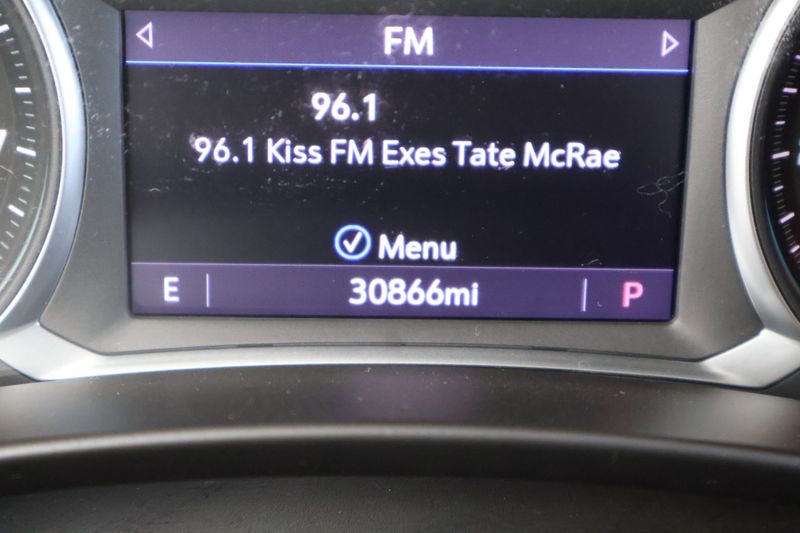 FM
96.1
96.1 Kiss FM Exes Tate McRae
Menu
E 30866mi P